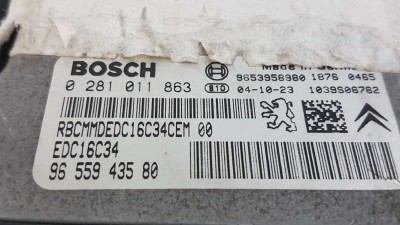 Made in
BOSCH
9653958980 1876 0465
0 281 011 863 810 04-10-23 1039S06762
RBCMMDEDC16C34CEM 00
EDC16C34
96 559 435 80